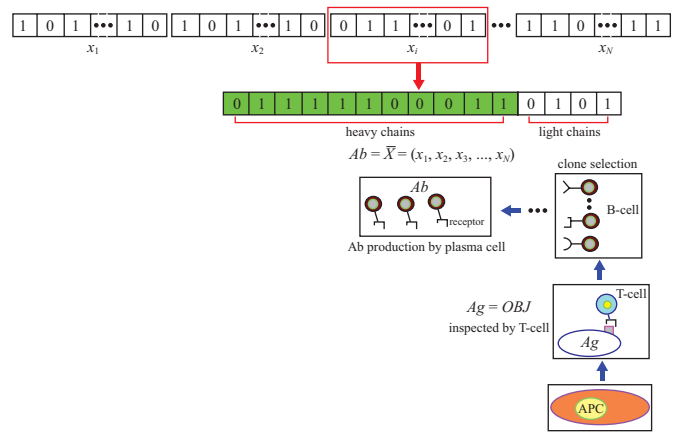 1 0 1 ••• 1 0 1 0 1 ••• 1 0 0 1 1 ••• 0 1 ••• 1 1 0 ••• 1 1
x1 x2 xi xN
0 1 1 1 1 1 1 0 0 0 1 1 0 1 0 1
heavy chains light chains
Ab = X̅ = (x1, x2, x3, ..., xN)
clone selection
Ab
receptor
Ab production by plasma cell
•••
B-cell
Ag = OBJ
inspected by T-cell
T-cell
Ag
APC